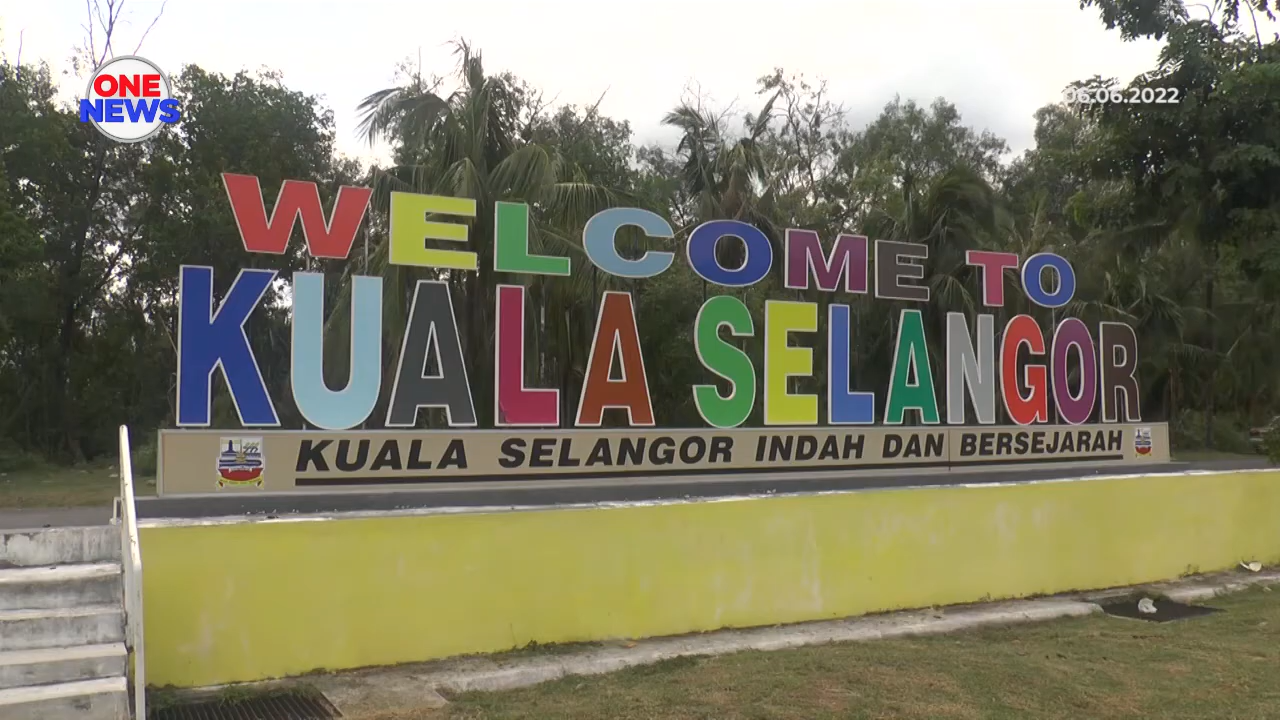 ONE
NEWS
06.06.2022
WELCOME TO
KUALA SELANGOR
KUALA SELANGOR INDAH DAN BERSEJARAH